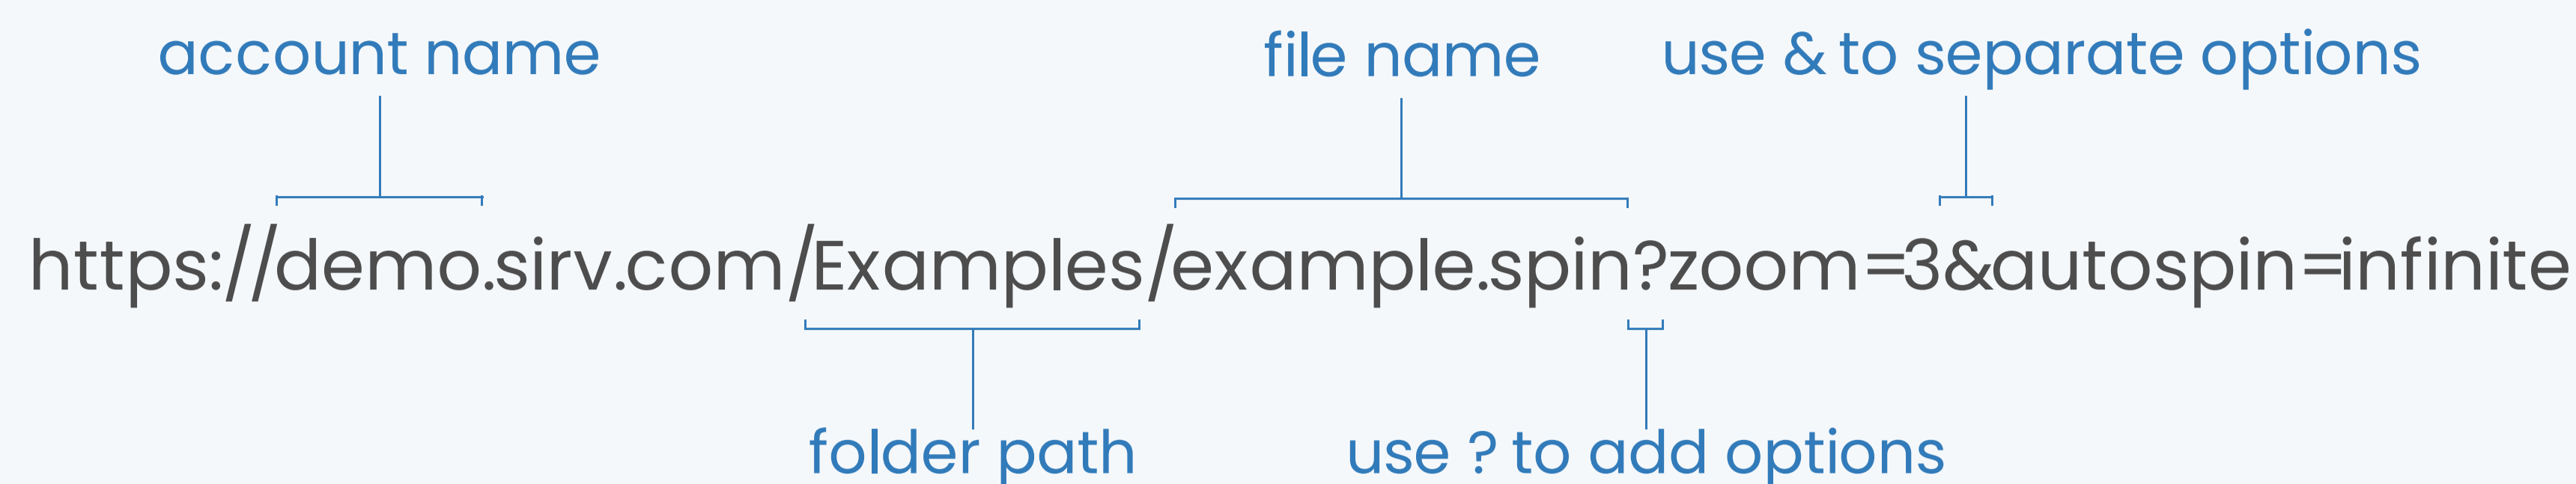 account name
file name
use & to separate options
https://demo.sirv.com/Examples/example.spin?zoom=3&autospin=infinite
folder path
use ? to add options